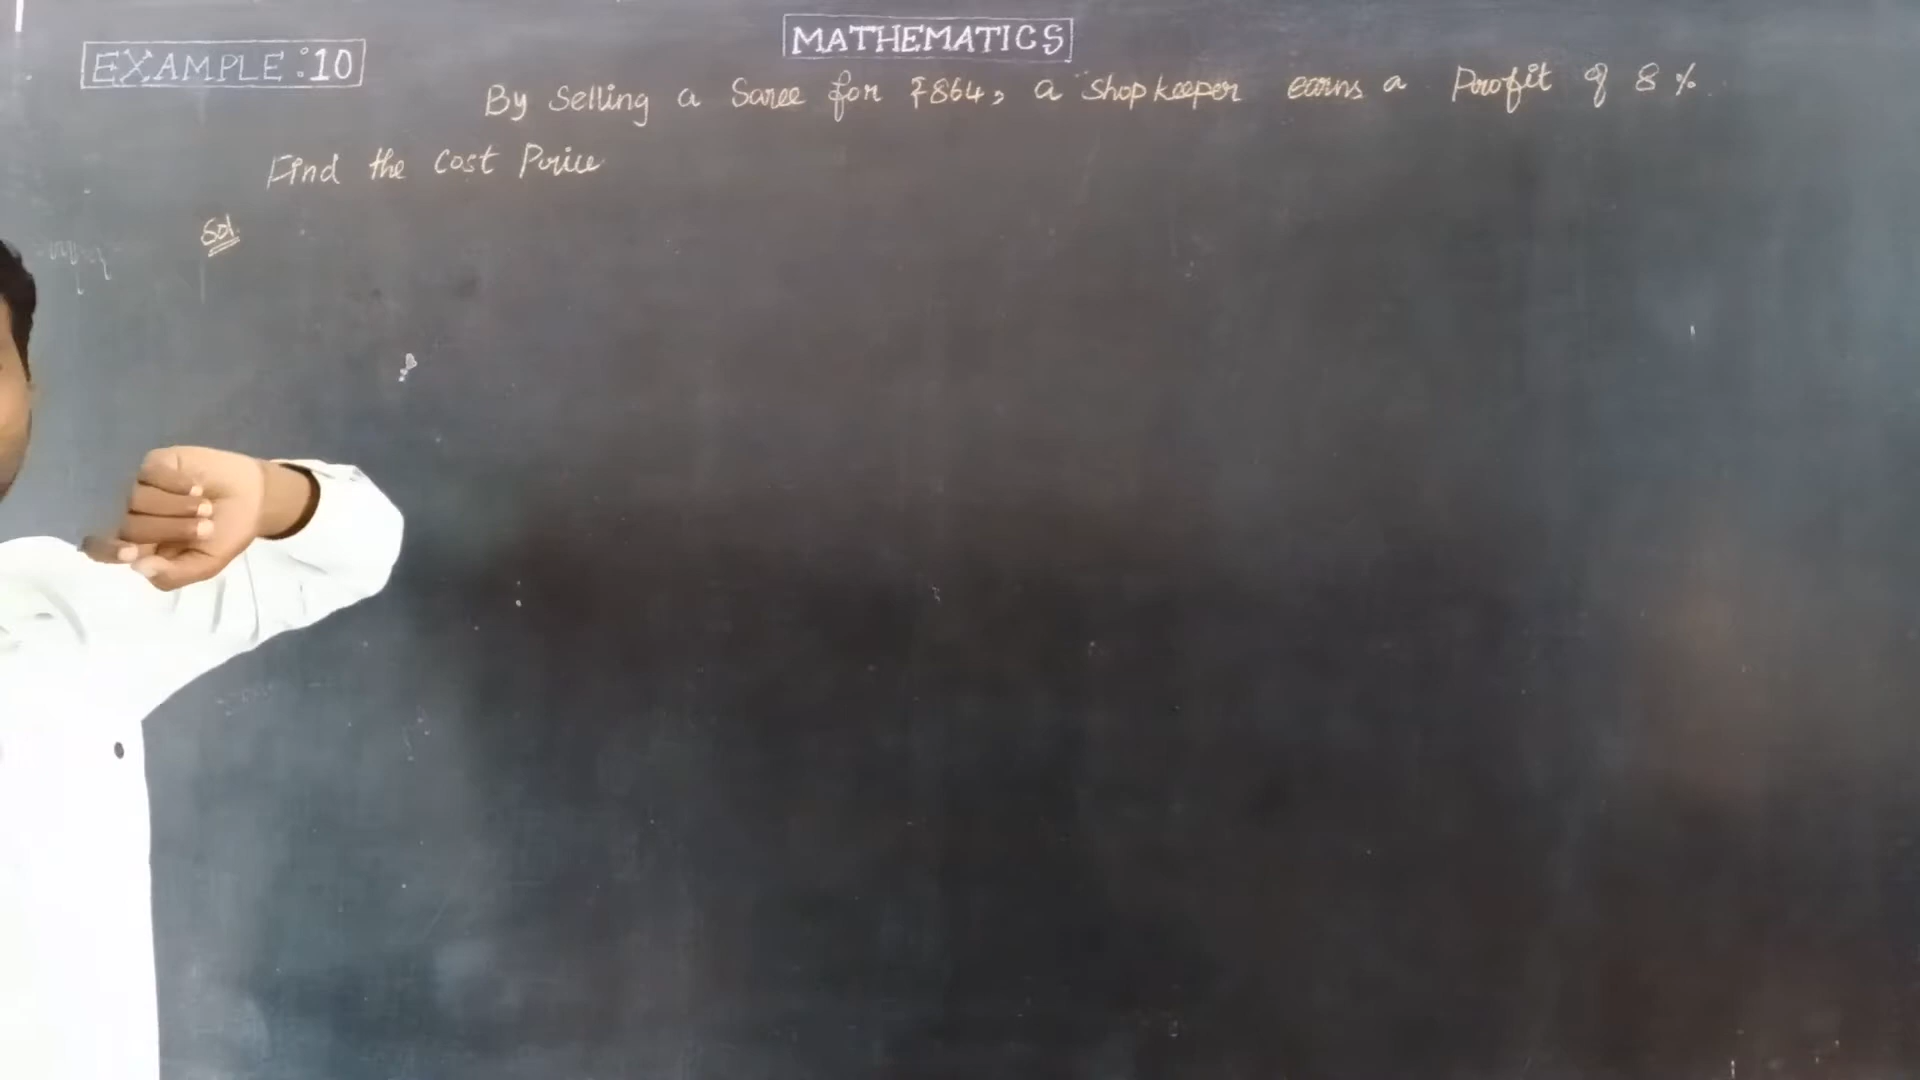 MATHEMATICS
EXAMPLE:10
By Selling a Saree for ₹864, a shopkeeper earns a Profit of 8%.
Find the Cost Price
Sol.